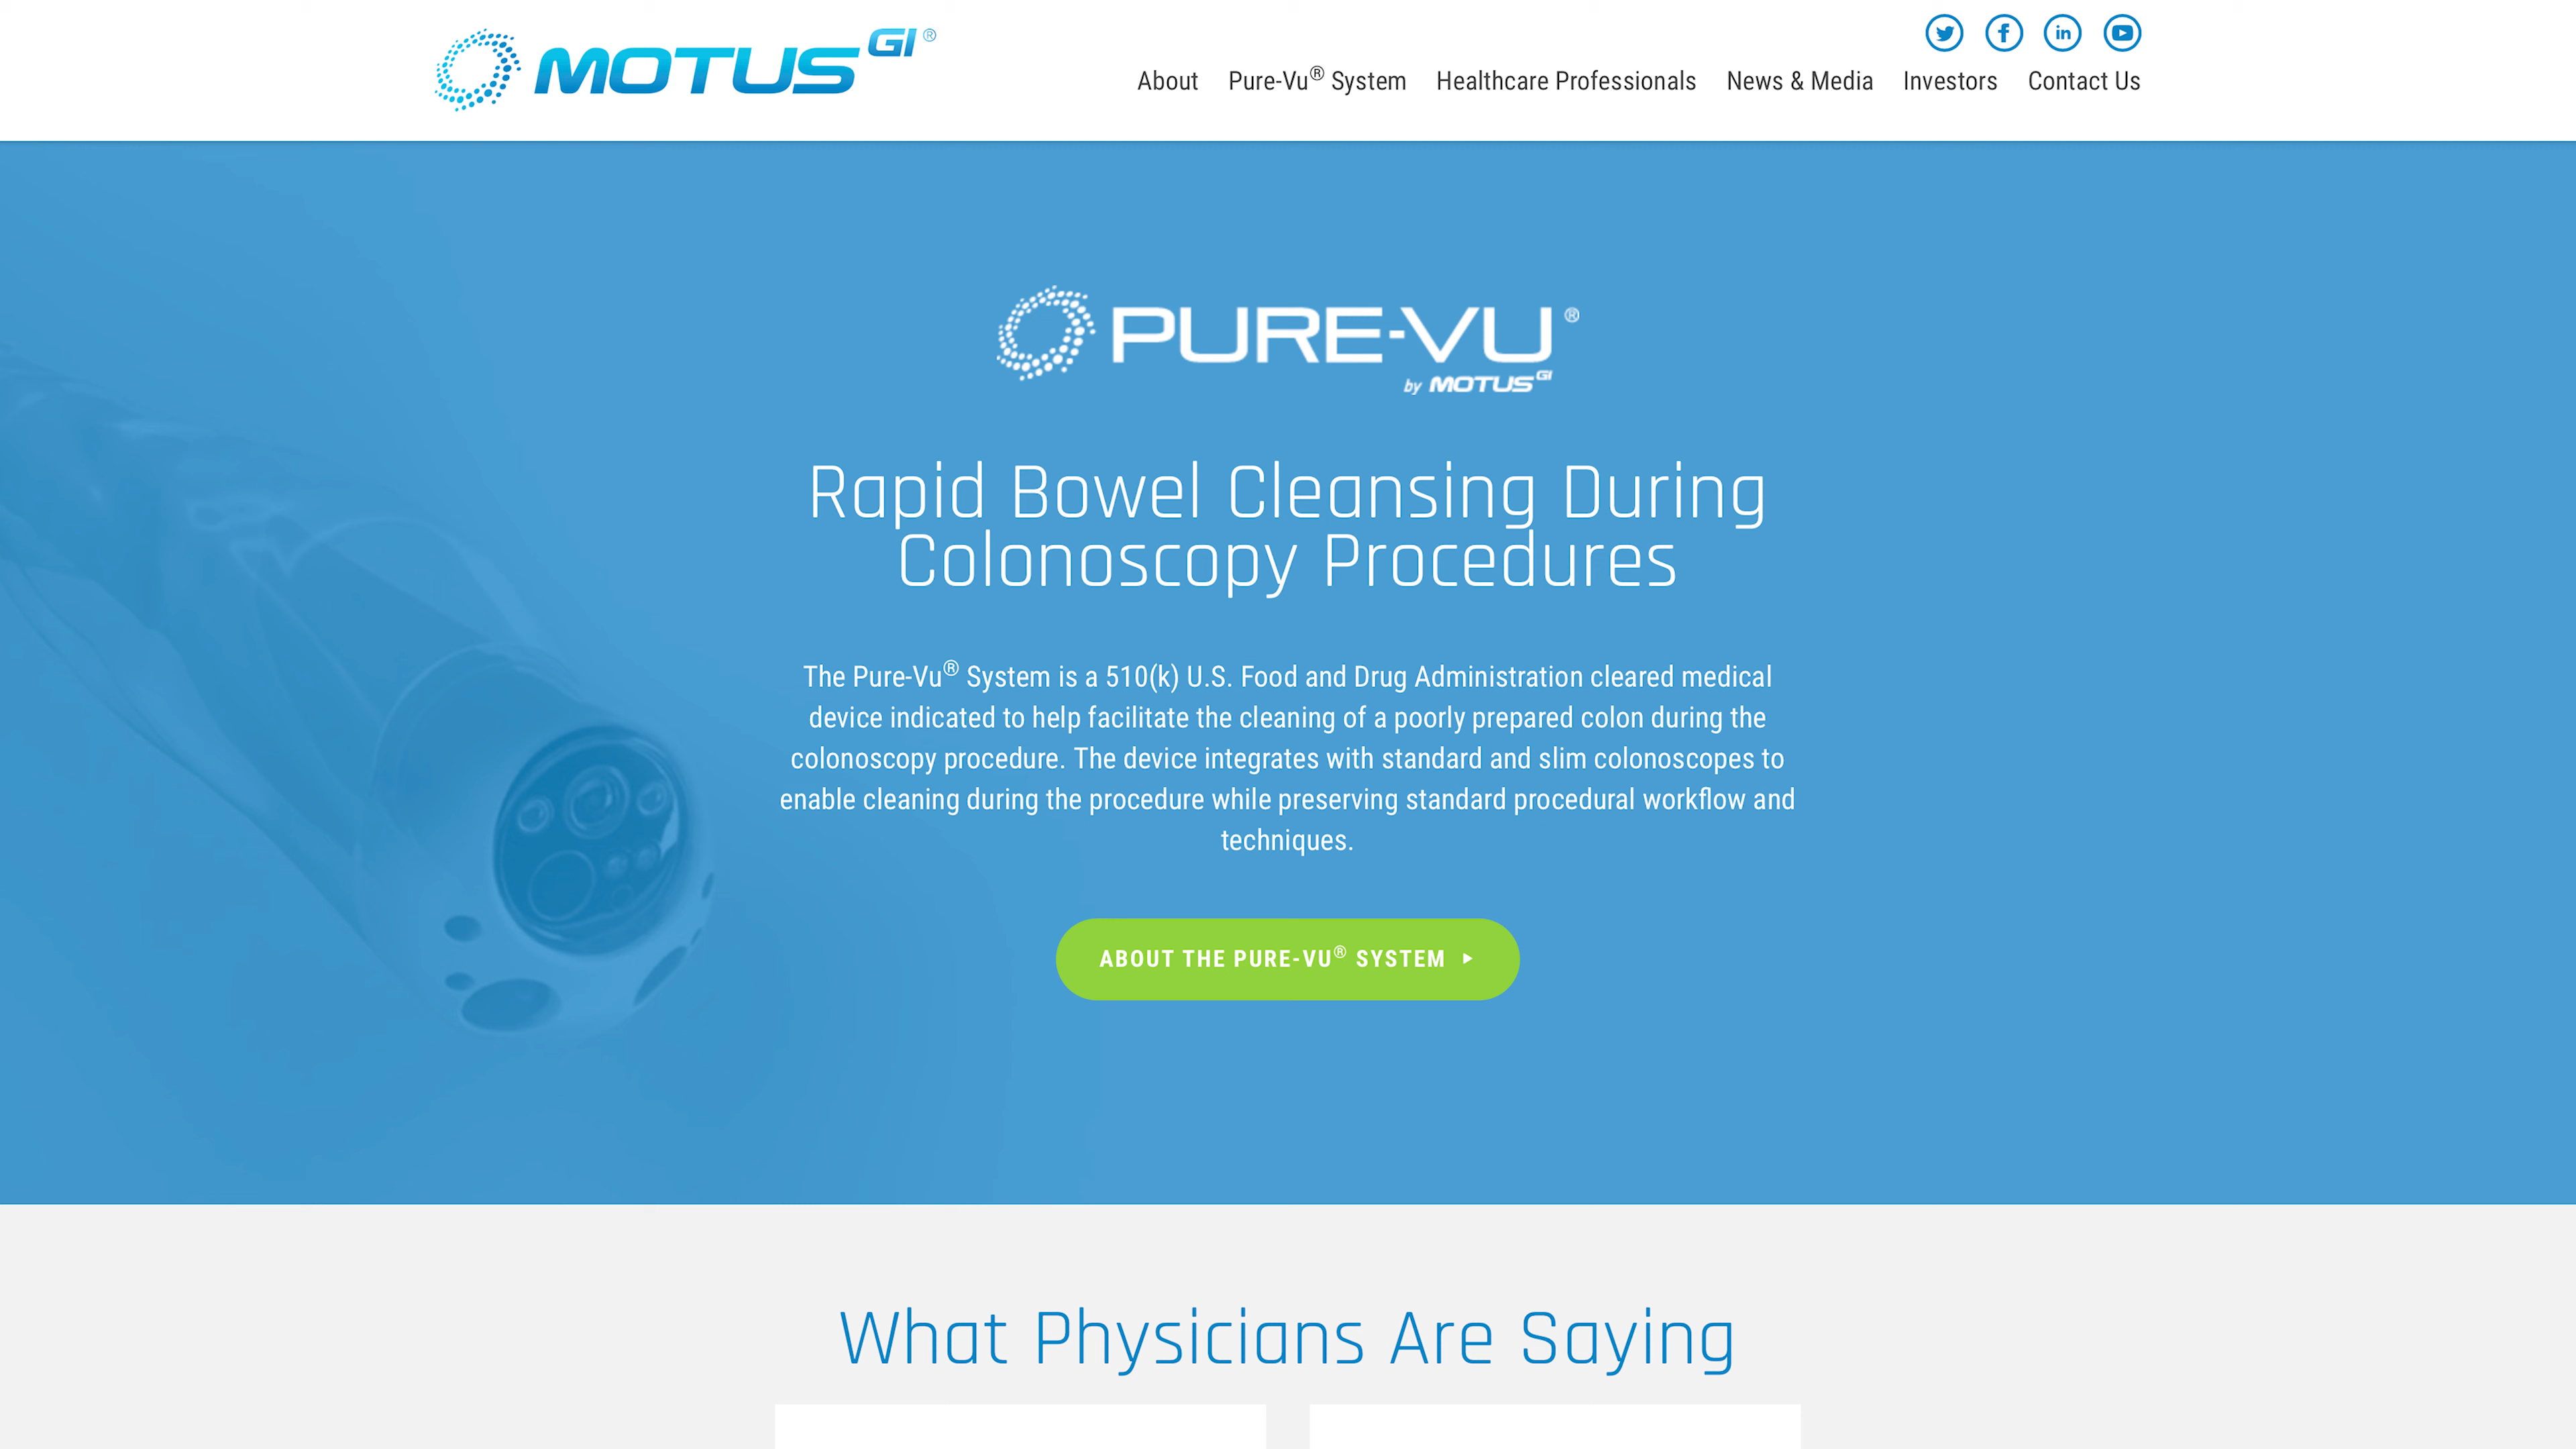 MOTUS GI ®
About Pure-Vu® System Healthcare Professionals News & Media Investors Contact Us
PURE-VU ®
by MOTUS GI
Rapid Bowel Cleansing During
Colonoscopy Procedures
The Pure-Vu® System is a 510(k) U.S. Food and Drug Administration cleared medical
device indicated to help facilitate the cleaning of a poorly prepared colon during the
colonoscopy procedure. The device integrates with standard and slim colonoscopes to
enable cleaning during the procedure while preserving standard procedural workflow and
techniques.
ABOUT THE PURE-VU® SYSTEM
What Physicians Are Saying